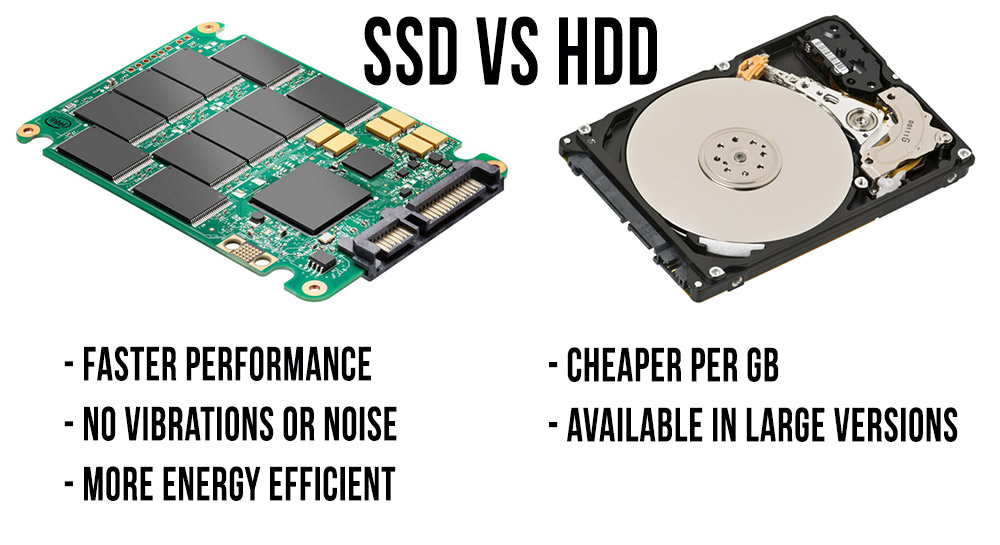 SSD VS HDD
intel
- FASTER PERFORMANCE
- NO VIBRATIONS OR NOISE
- MORE ENERGY EFFICIENT
- CHEAPER PER GB
- AVAILABLE IN LARGE VERSIONS